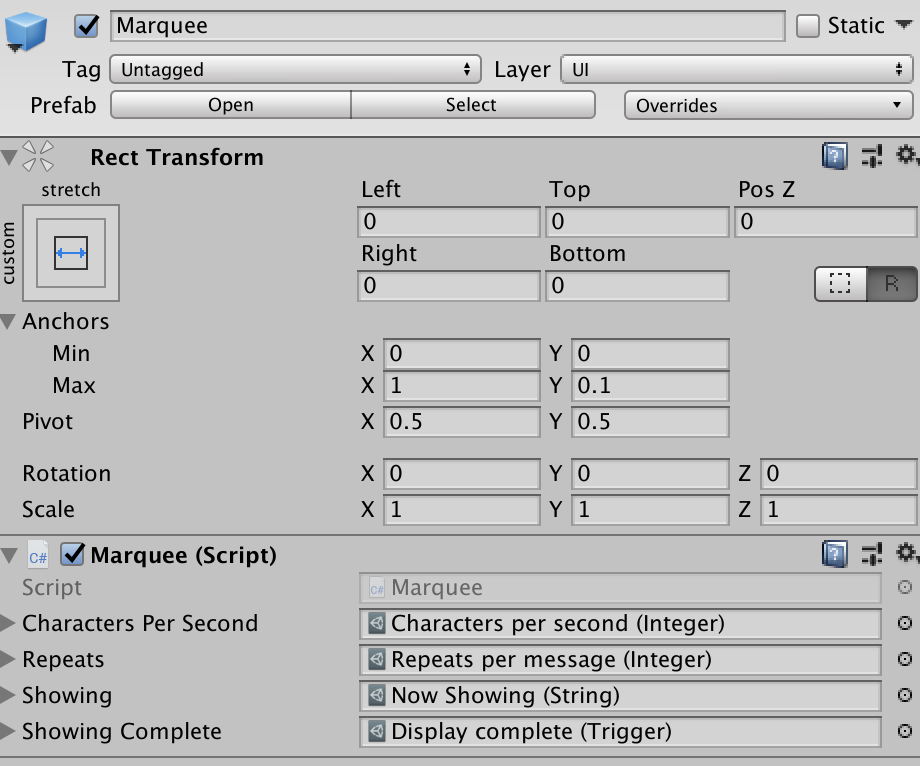 Marquee
Static
Tag Untagged Layer UI
Prefab Open Select Overrides
Rect Transform
stretch
custom
Left Top Pos Z
0 0 0
Right Bottom
0 0
R
Anchors
Min X 0 Y 0
Max X 1 Y 0.1
Pivot X 0.5 Y 0.5
Rotation X 0 Y 0 Z 0
Scale X 1 Y 1 Z 1
C# Marquee (Script)
Script C# Marquee
Characters Per Second Characters per second (Integer)
Repeats Repeats per message (Integer)
Showing Now Showing (String)
Showing Complete Display complete (Trigger)